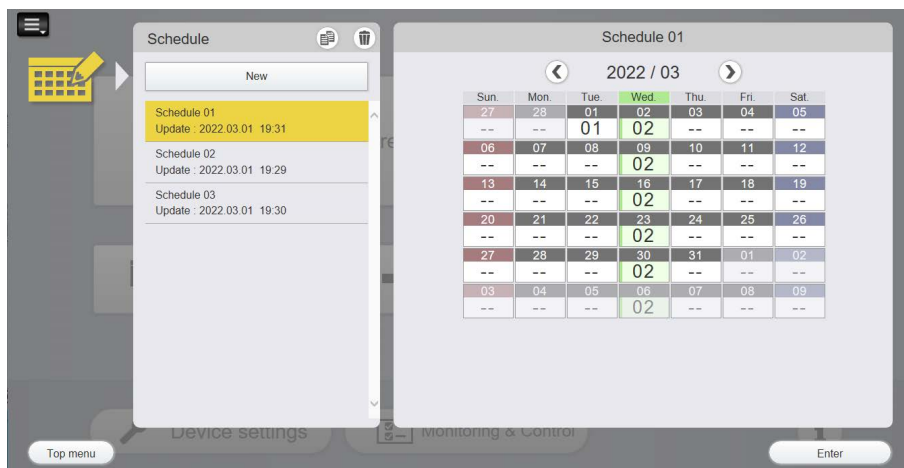 Schedule
New
Schedule 01
Update : 2022.03.01 19:31
Schedule 02
Update : 2022.03.01 19:29
Schedule 03
Update : 2022.03.01 19:30
Schedule 01
2022 / 03
Sun. Mon. Tue. Wed. Thu. Fri. Sat.
27 28 01 02 03 04 05
-- -- 01 02 -- -- --
06 07 08 09 10 11 12
-- -- -- 02 -- -- --
13 14 15 16 17 18 19
-- -- -- 02 -- -- --
20 21 22 23 24 25 26
-- -- -- 02 -- -- --
27 28 29 30 31 01 02
-- -- -- 02 -- -- --
03 04 05 06 07 08 09
-- -- -- 02 -- -- --
Device settings
Monitoring & Control
Top menu
Enter